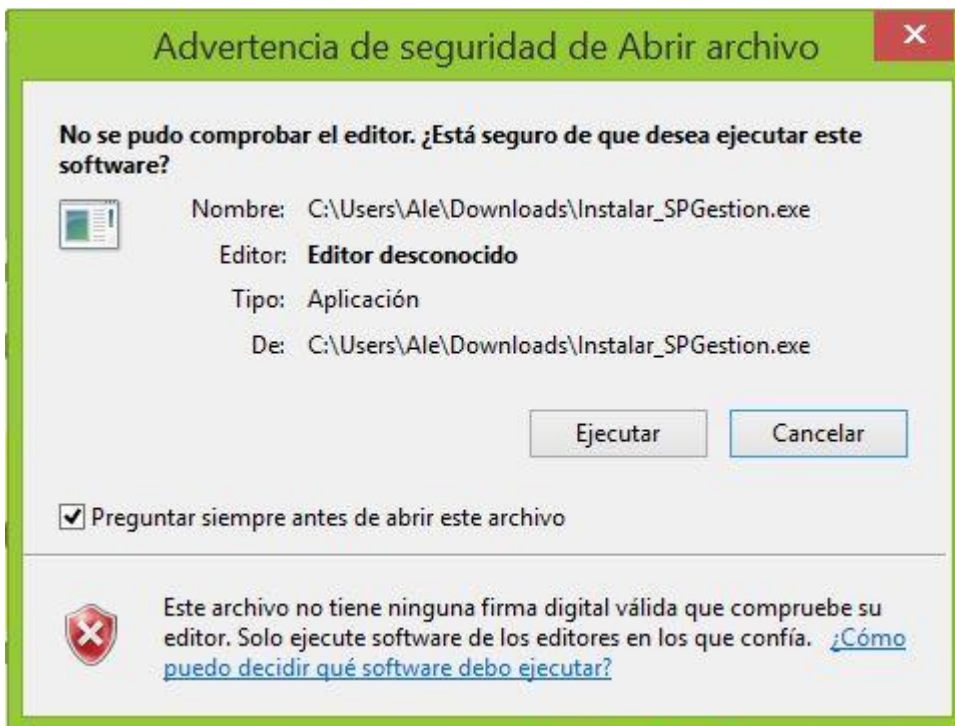 Advertencia de seguridad de Abrir archivo
No se pudo comprobar el editor. ¿Está seguro de que desea ejecutar este
software?
Nombre: C:\Users\Ale\Downloads\Instalar_SPGestion.exe
Editor: Editor desconocido
Tipo: Aplicación
De: C:\Users\Ale\Downloads\Instalar_SPGestion.exe
Ejecutar Cancelar
Preguntar siempre antes de abrir este archivo
Este archivo no tiene ninguna firma digital válida que compruebe su
editor. Solo ejecute software de los editores en los que confía. ¿Cómo
puedo decidir qué software debo ejecutar?